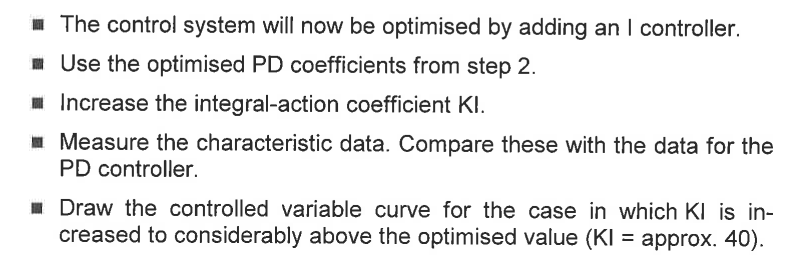 ■ The control system will now be optimised by adding an I controller.
■ Use the optimised PD coefficients from step 2.
■ Increase the integral-action coefficient KI.
■ Measure the characteristic data. Compare these with the data for the
PD controller.
■ Draw the controlled variable curve for the case in which KI is in-
creased to considerably above the optimised value (KI = approx. 40).